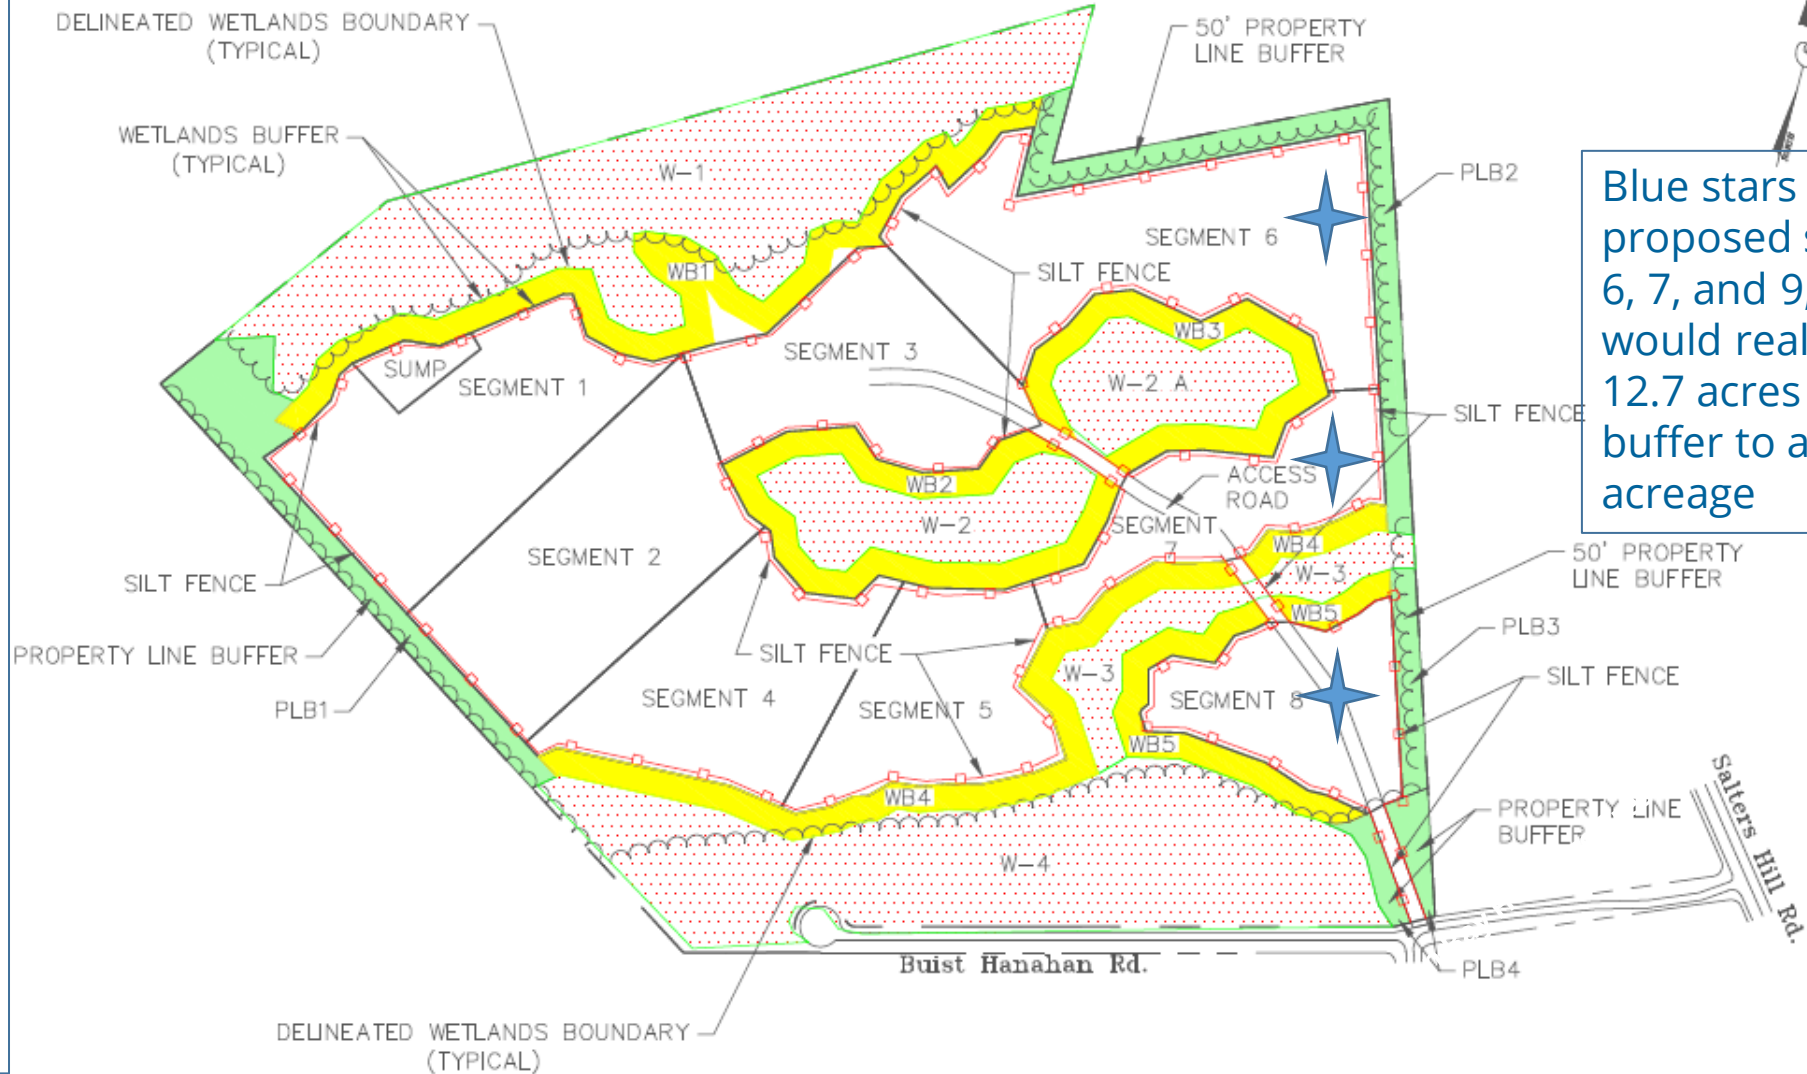 DELINEATED WETLANDS BOUNDARY
(TYPICAL)
50' PROPERTY
LINE BUFFER
WETLANDS BUFFER
(TYPICAL)
W-1
PLB2
Blue stars
proposed s
6, 7, and 9,
would real
12.7 acres
buffer to a
acreage
SEGMENT 6
WB1
SILT FENCE
WB3
SEGMENT 3
SUMP
SEGMENT 1
W-2 A
SILT FENCE
WB2
ACCESS
ROAD
W-2
SEGMENT
7
WB4
SEGMENT 2
W-3
50' PROPERTY
LINE BUFFER
SILT FENCE
WB5
PROPERTY LINE BUFFER
SILT FENCE
PLB3
W-3
SILT FENCE
PLB1
SEGMENT 4
SEGMENT 5
SEGMENT 8
WB5
WB4
PROPERTY LINE
BUFFER
Salters Hill Rd.
W-4
Buist Hanahan Rd.
PLB4
DELINEATED WETLANDS BOUNDARY
(TYPICAL)